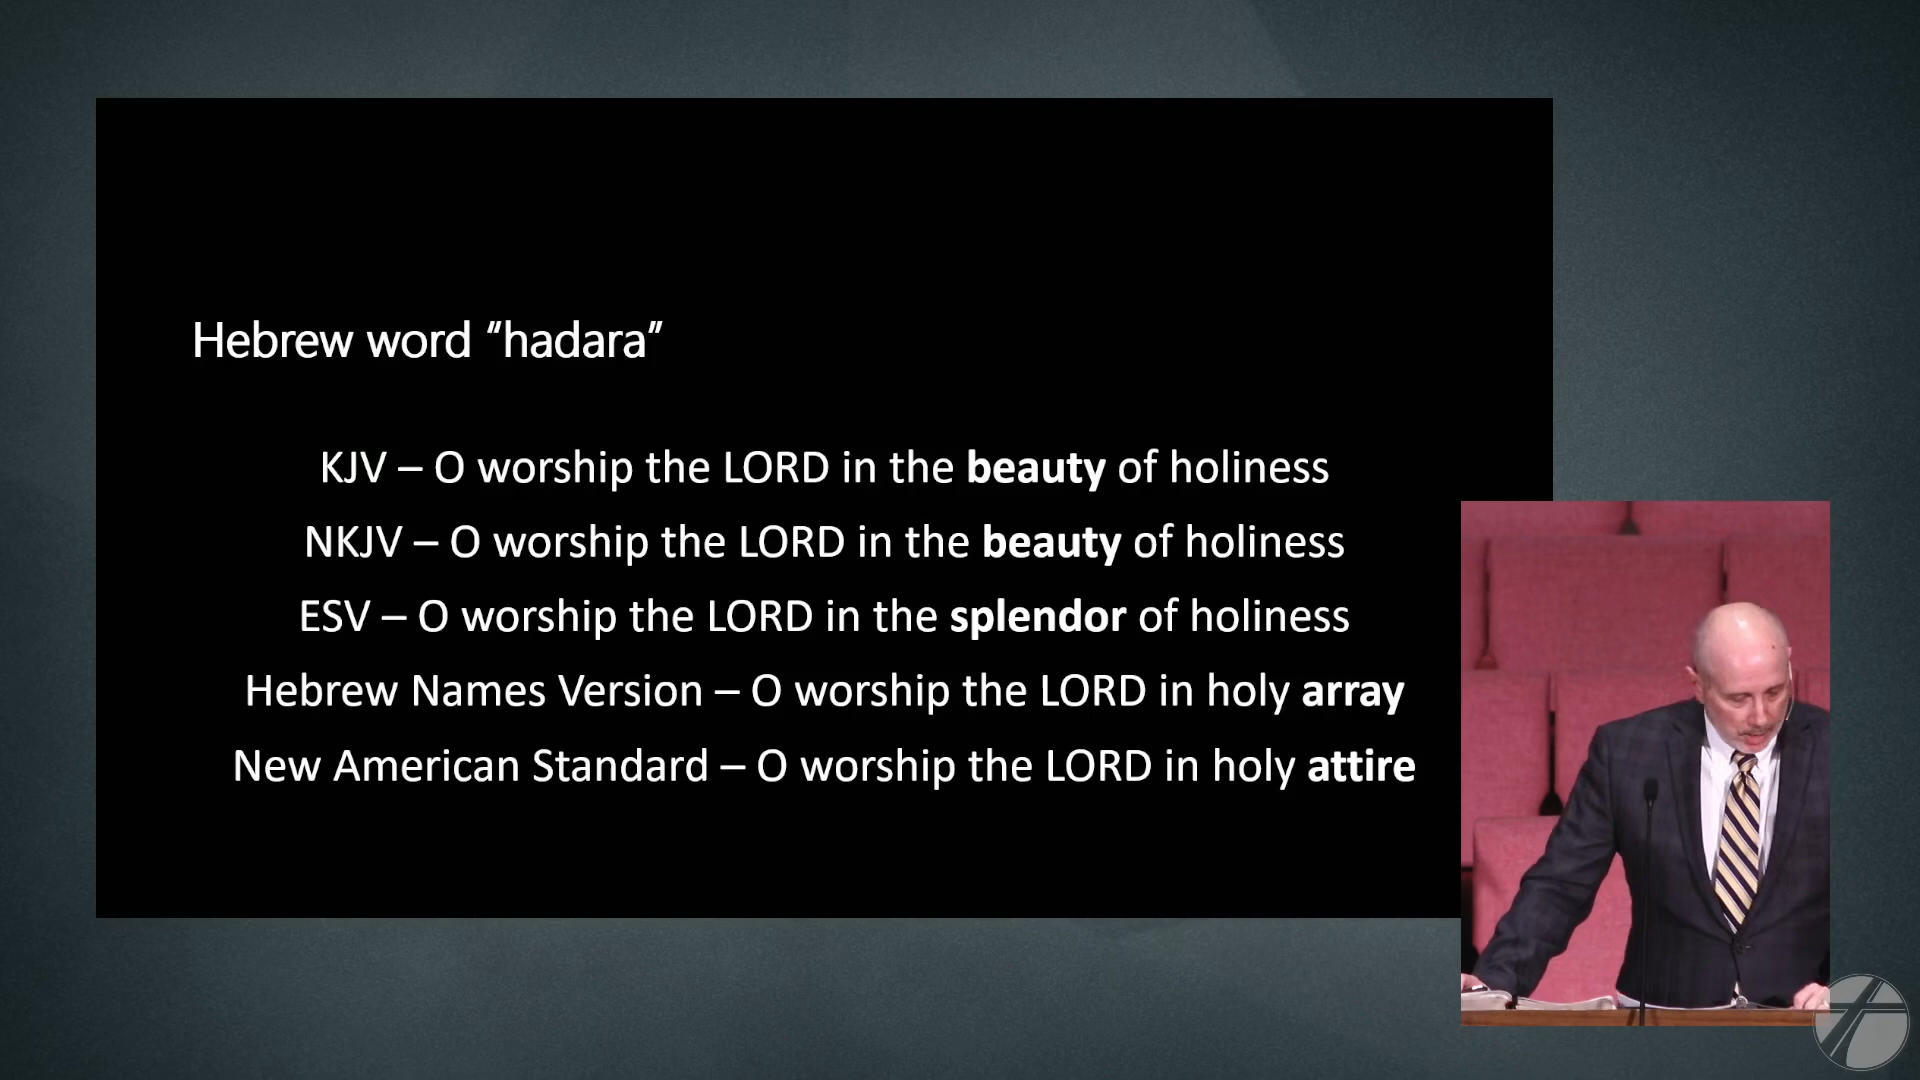 Hebrew word “hadara”
KJV – O worship the LORD in the beauty of holiness
NKJV – O worship the LORD in the beauty of holiness
ESV – O worship the LORD in the splendor of holiness
Hebrew Names Version – O worship the LORD in holy array
New American Standard – O worship the LORD in holy attire